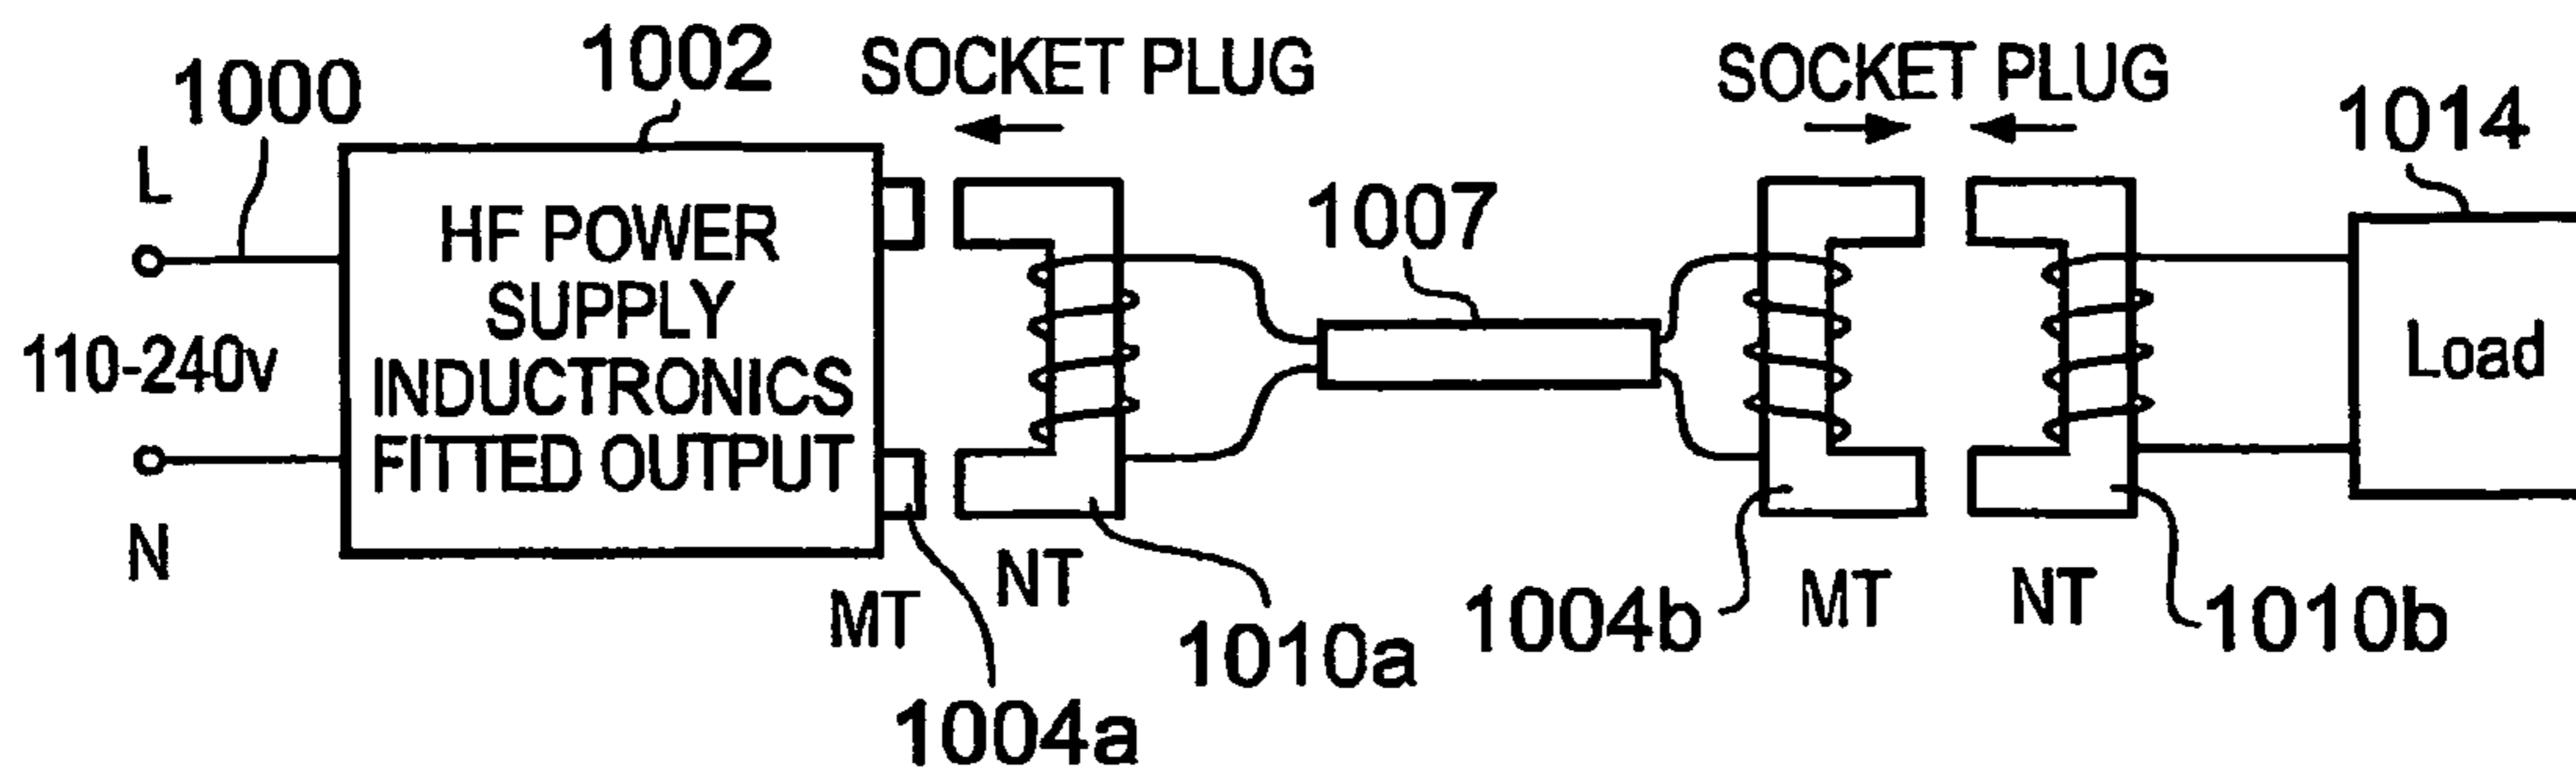 1000
1002
SOCKET PLUG
SOCKET PLUG
1014
L
HF POWER
SUPPLY
INDUCTRONICS
FITTED OUTPUT
110-240v
N
1007
Load
MT
NT
1004a
1010a
1004b
MT
NT
1010b